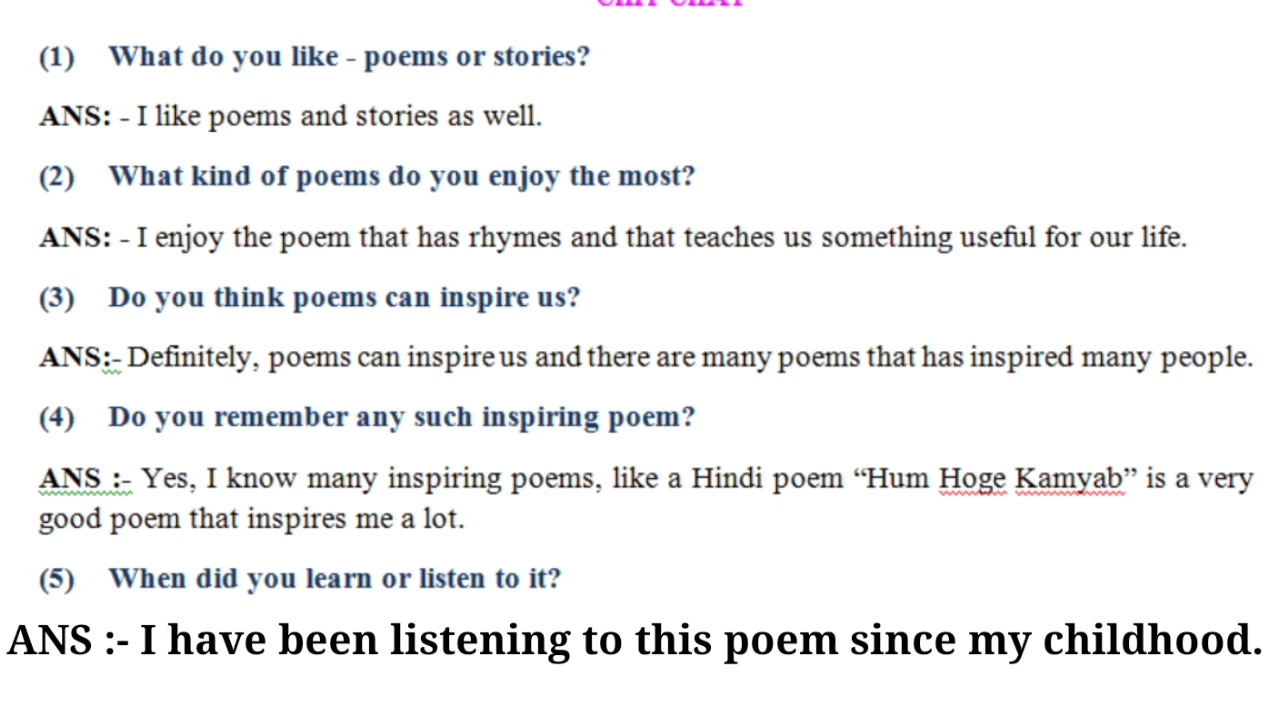 CHIT CHAT
(1) What do you like - poems or stories?
ANS: - I like poems and stories as well.
(2) What kind of poems do you enjoy the most?
ANS: - I enjoy the poem that has rhymes and that teaches us something useful for our life.
(3) Do you think poems can inspire us?
ANS:- Definitely, poems can inspire us and there are many poems that has inspired many people.
(4) Do you remember any such inspiring poem?
ANS :- Yes, I know many inspiring poems, like a Hindi poem “Hum Hoge Kamyab” is a very
good poem that inspires me a lot.
(5) When did you learn or listen to it?
ANS :- I have been listening to this poem since my childhood.